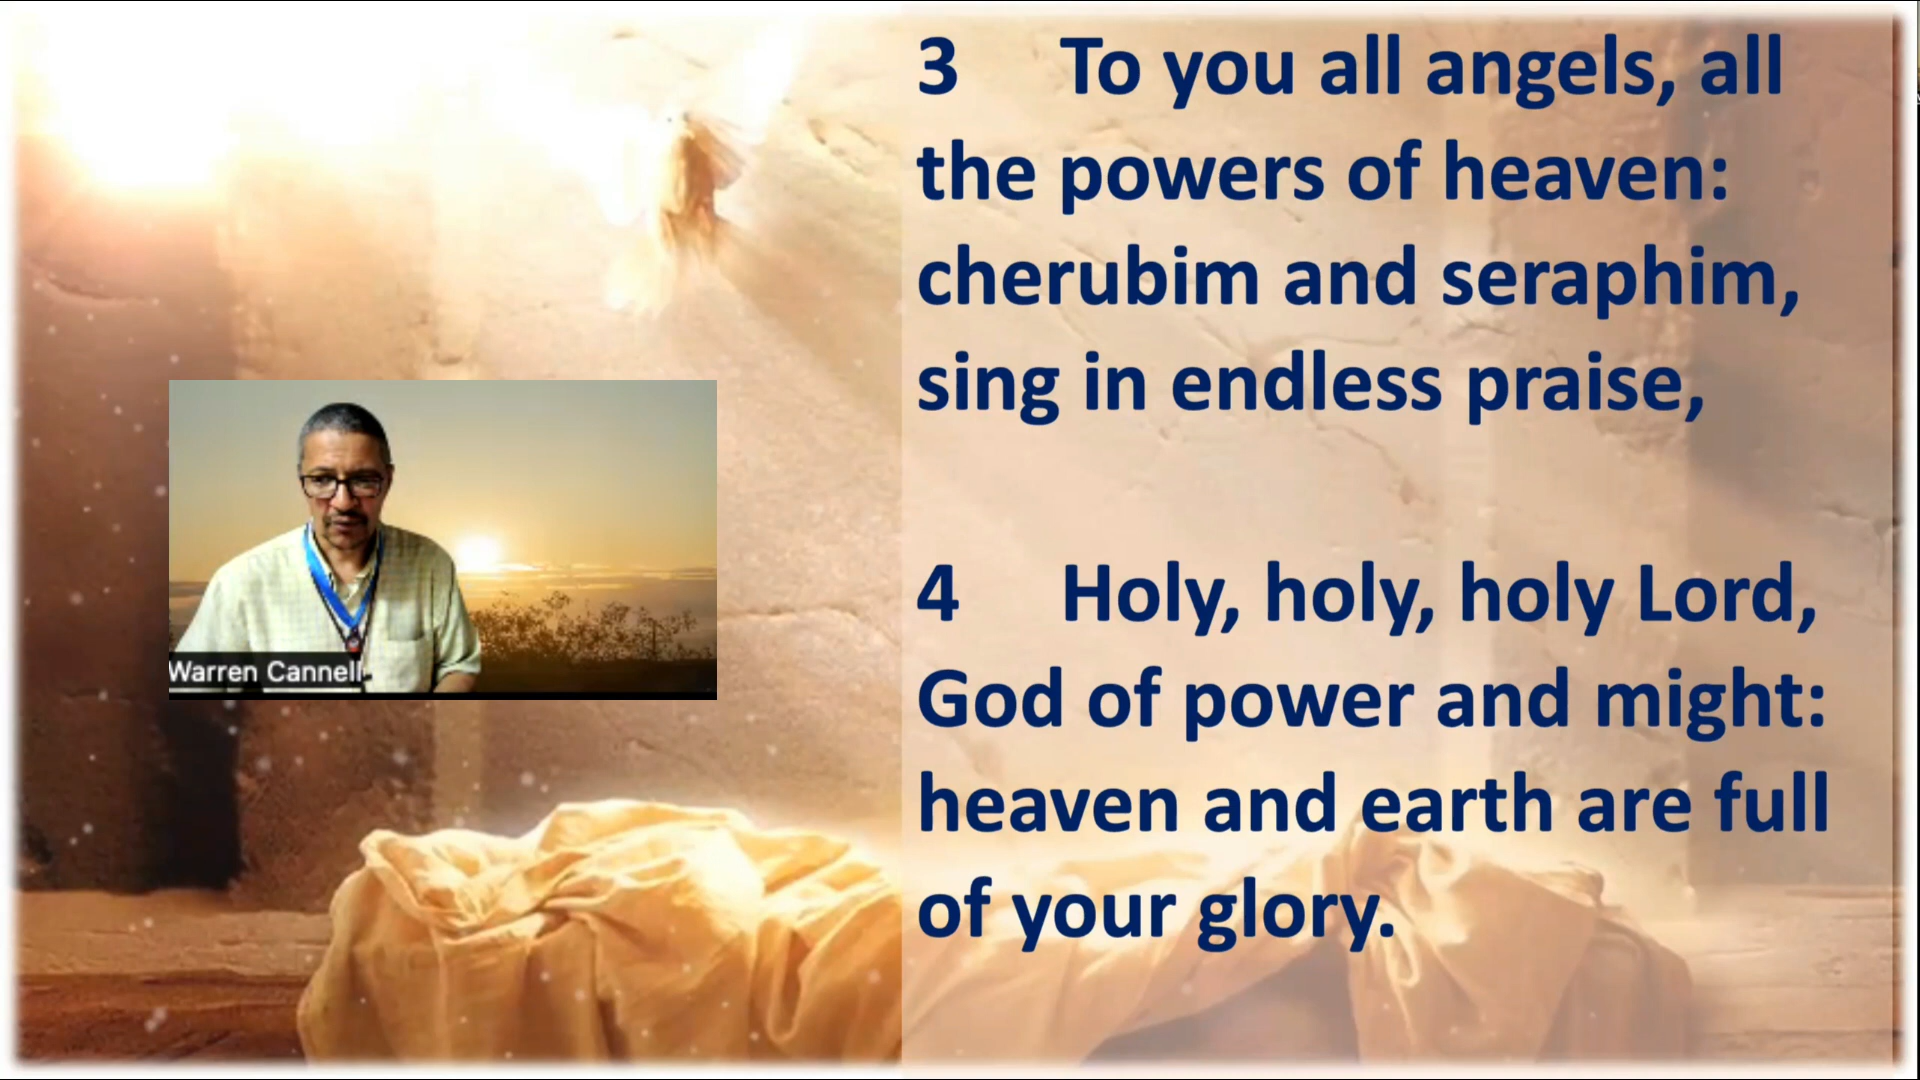 3 To you all angels, all
the powers of heaven:
cherubim and seraphim,
sing in endless praise,
4 Holy, holy, holy Lord,
God of power and might:
heaven and earth are full
of your glory.
Warren Cannell